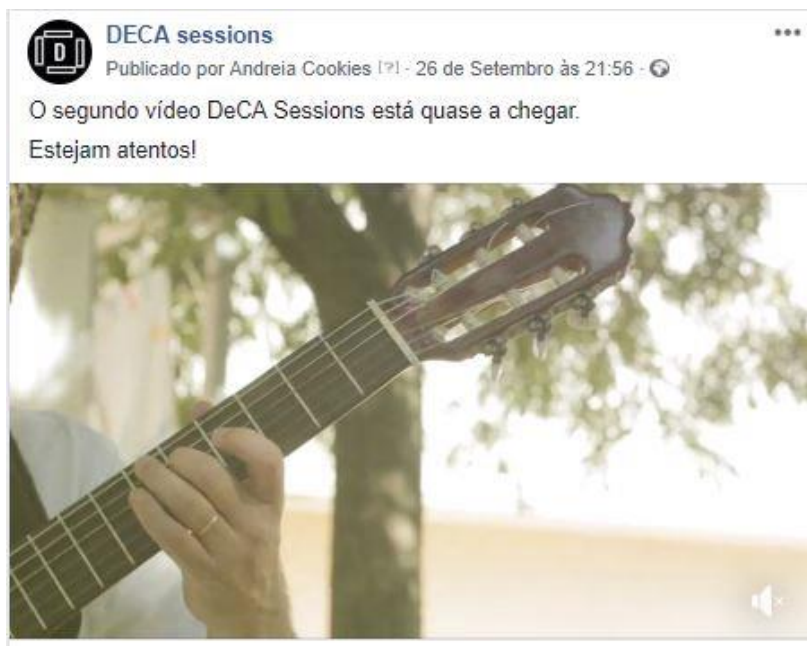 D
DECA sessions
Publicado por Andreia Cookies [?] · 26 de Setembro às 21:56 ·
O segundo vídeo DeCA Sessions está quase a chegar.
Estejam atentos!